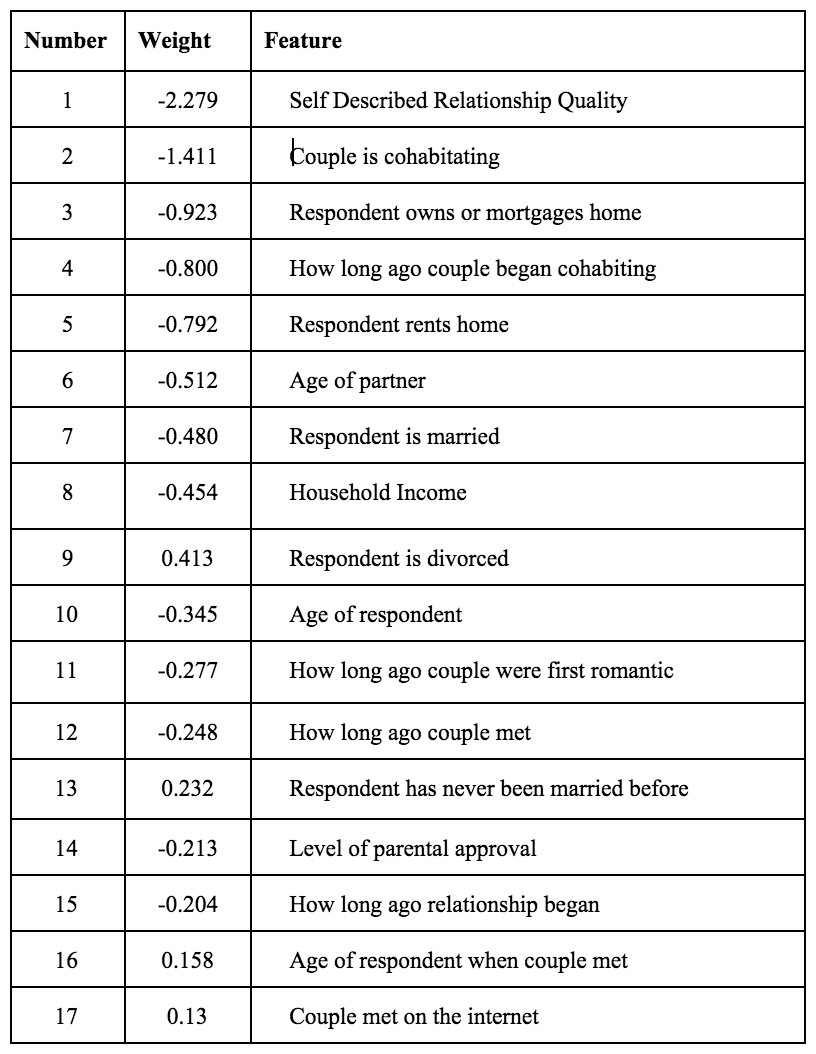 Number Weight Feature
1 -2.279 Self Described Relationship Quality
2 -1.411 Couple is cohabitating
3 -0.923 Respondent owns or mortgages home
4 -0.800 How long ago couple began cohabiting
5 -0.792 Respondent rents home
6 -0.512 Age of partner
7 -0.480 Respondent is married
8 -0.454 Household Income
9 0.413 Respondent is divorced
10 -0.345 Age of respondent
11 -0.277 How long ago couple were first romantic
12 -0.248 How long ago couple met
13 0.232 Respondent has never been married before
14 -0.213 Level of parental approval
15 -0.204 How long ago relationship began
16 0.158 Age of respondent when couple met
17 0.13 Couple met on the internet